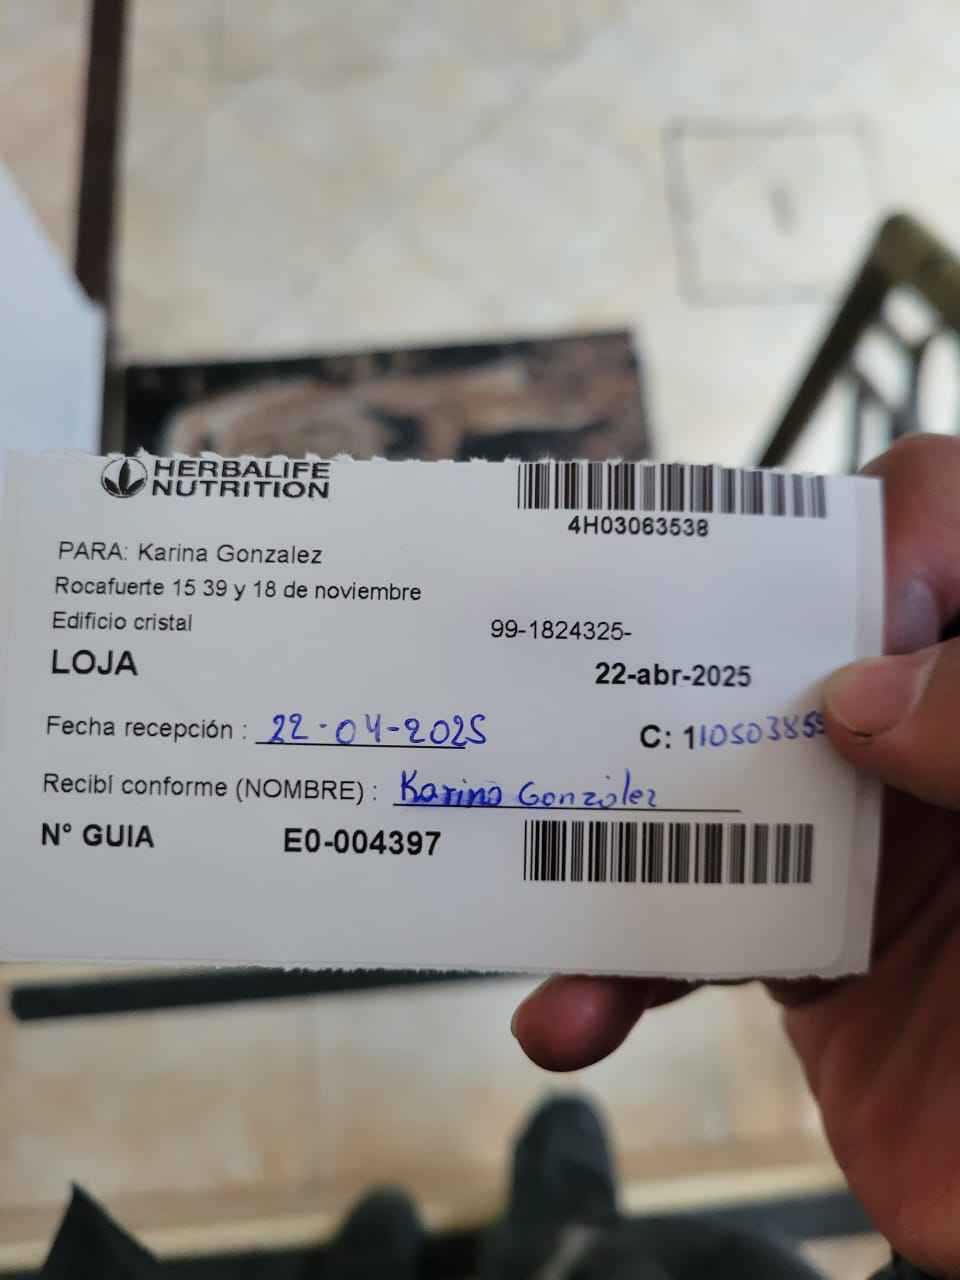 HERBALIFE
NUTRITION
4H03063538
PARA: Karina Gonzalez
Rocafuerte 15 39 y 18 de noviembre
Edificio cristal
99-1824325-
LOJA
22-abr-2025
Fecha recepción : 22-04-2025
C: 1
Recibí conforme (NOMBRE) : Karina González
N° GUIA E0-004397